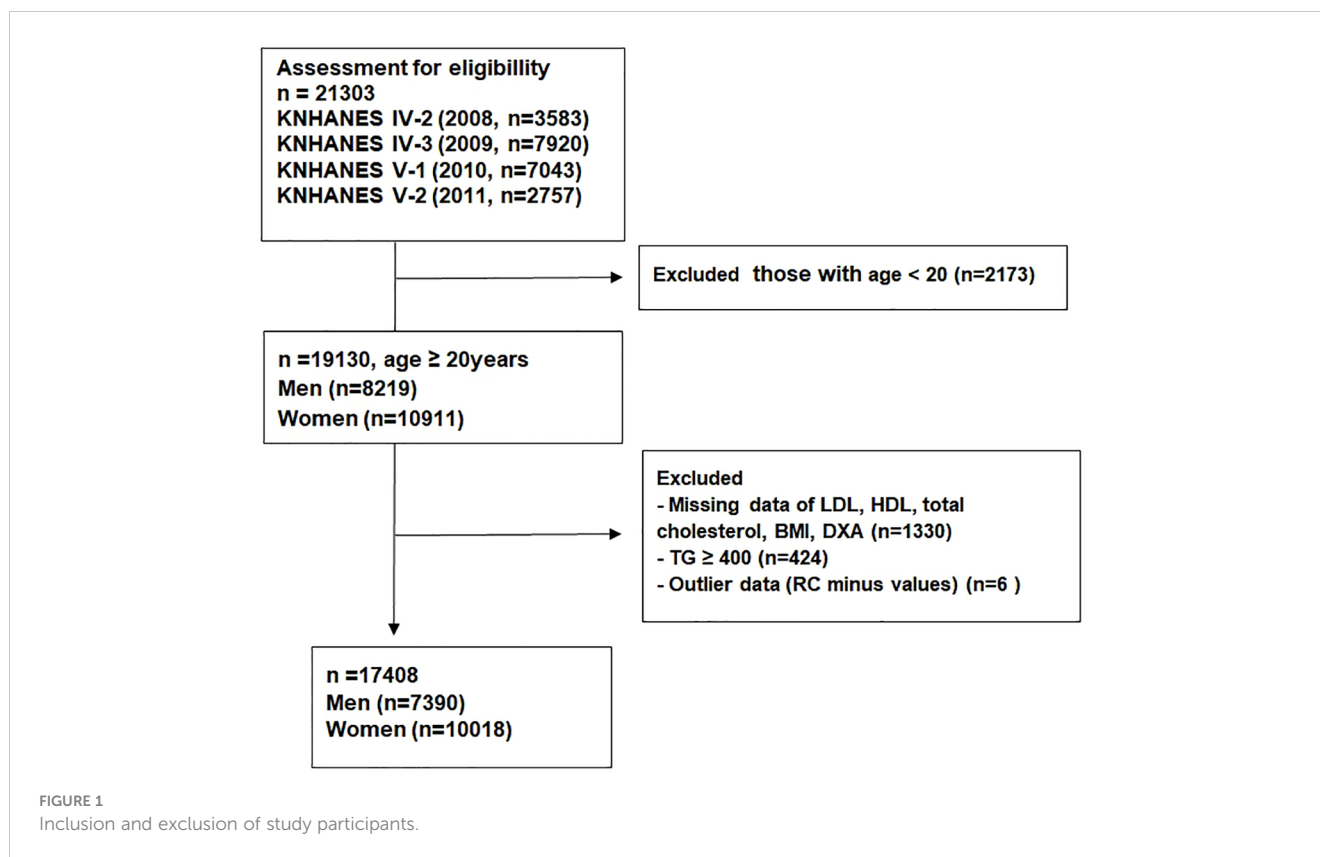 Assessment for eligibillity
n = 21303
KNHANES IV-2 (2008, n=3583)
KNHANES IV-3 (2009, n=7920)
KNHANES V-1 (2010, n=7043)
KNHANES V-2 (2011, n=2757)
Excluded those with age < 20 (n=2173)
n =19130, age ≥ 20years
Men (n=8219)
Women (n=10911)
Excluded
- Missing data of LDL, HDL, total
cholesterol, BMI, DXA (n=1330)
- TG ≥ 400 (n=424)
- Outlier data (RC minus values) (n=6 )
n =17408
Men (n=7390)
Women (n=10018)
FIGURE 1
Inclusion and exclusion of study participants.